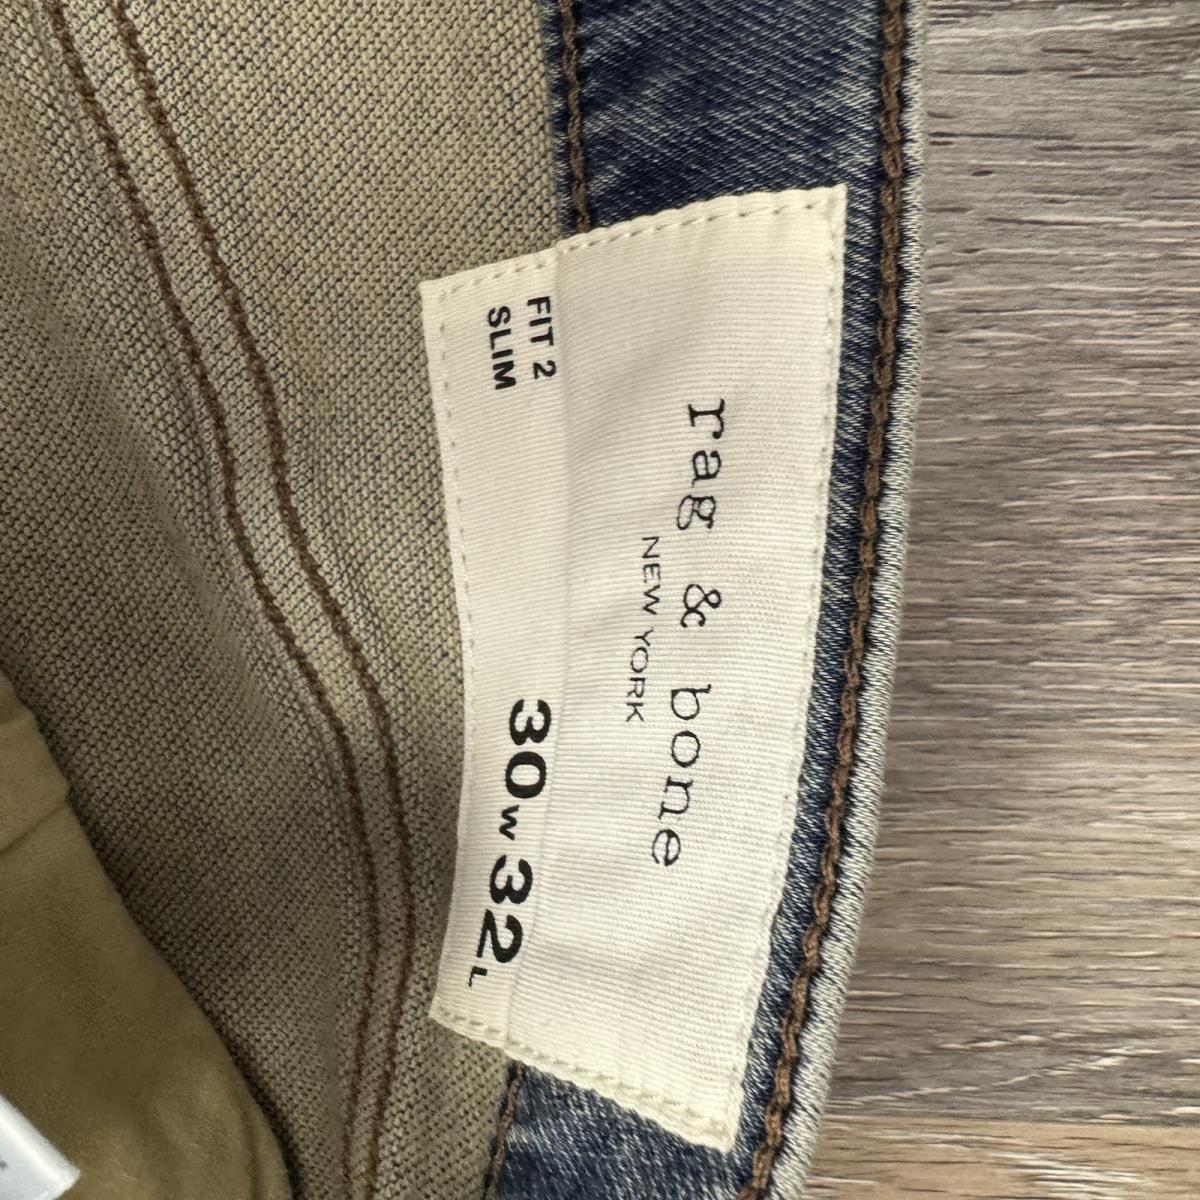 rag & bone
NEW YORK
FIT 2
SLIM
30W 32L